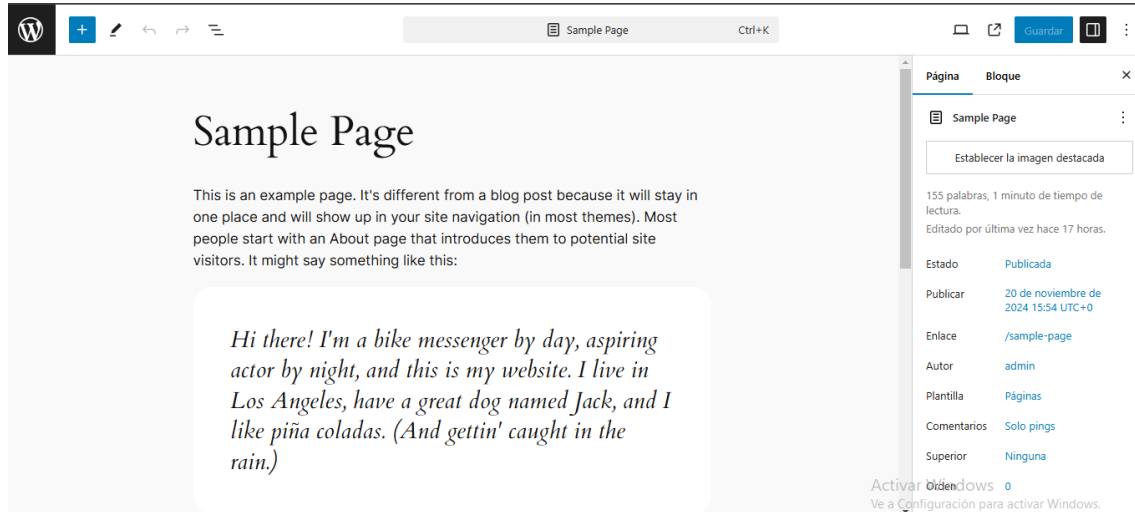 Sample Page Ctrl+K
Guardar
Página Bloque
Sample Page
Establecer la imagen destacada
155 palabras, 1 minuto de tiempo de
lectura.
Editado por última vez hace 17 horas.
Estado Publicada
Publicar 20 de noviembre de
2024 15:54 UTC+0
Enlace /sample-page
Autor admin
Plantilla Páginas
Comentarios Solo pings
Superior Ninguna
Orden 0
Sample Page
This is an example page. It's different from a blog post because it will stay in
one place and will show up in your site navigation (in most themes). Most
people start with an About page that introduces them to potential site
visitors. It might say something like this:
Hi there! I'm a bike messenger by day, aspiring
actor by night, and this is my website. I live in
Los Angeles, have a great dog named Jack, and I
like piña coladas. (And gettin' caught in the
rain.)
Activar Windows
Ve a Configuración para activar Windows.